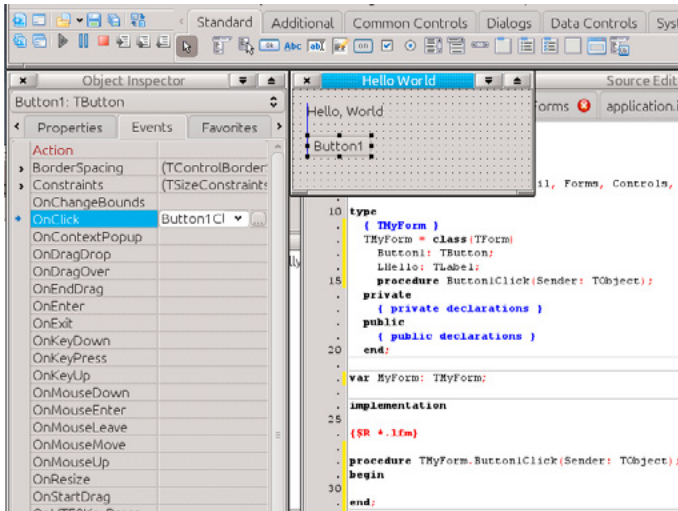 Standard Additional Common Controls Dialogs Data Controls Sys
Abc ab on
Object Inspector
Button1: TButton
Properties Events Favorites
Action
BorderSpacing (TControlBorder
Constraints (TSizeConstraints
OnChangeBounds
OnClick Button1Cl ...
OnContextPopup
OnDragDrop
OnDragOver
OnEndDrag
OnEnter
OnExit
OnKeyDown
OnKeyPress
OnKeyUp
OnMouseDown
OnMouseEnter
OnMouseLeave
OnMouseMove
OnMouseUp
OnResize
OnStartDrag
Hello World
Hello, World
Button1
Source Edit
orms application.i
il, Forms, Controls,
10 type
{ TMyForm }
TMyForm = class(TForm)
Button1: TButton;
LHello: TLabel;
15 procedure Button1Click(Sender: TObject);
private
{ private declarations }
public
{ public declarations }
20 end;
var MyForm: TMyForm;
implementation
25
{$R *.lfm}
procedure TMyForm.Button1Click(Sender: TObject);
begin
30
end;